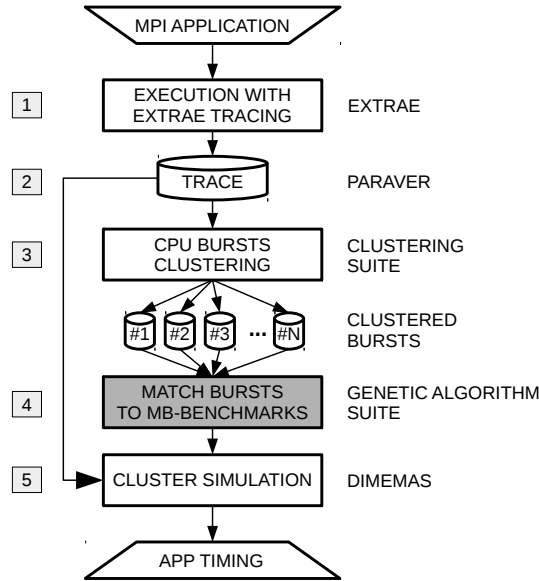 MPI APPLICATION
1
EXECUTION WITH
EXTRAE TRACING
EXTRAE
2
TRACE
PARAVER
3
CPU BURSTS
CLUSTERING
CLUSTERING
SUITE
#1 #2 #3 ... #N
CLUSTERED
BURSTS
4
MATCH BURSTS
TO MB-BENCHMARKS
GENETIC ALGORITHM
SUITE
5
CLUSTER SIMULATION
DIMEMAS
APP TIMING